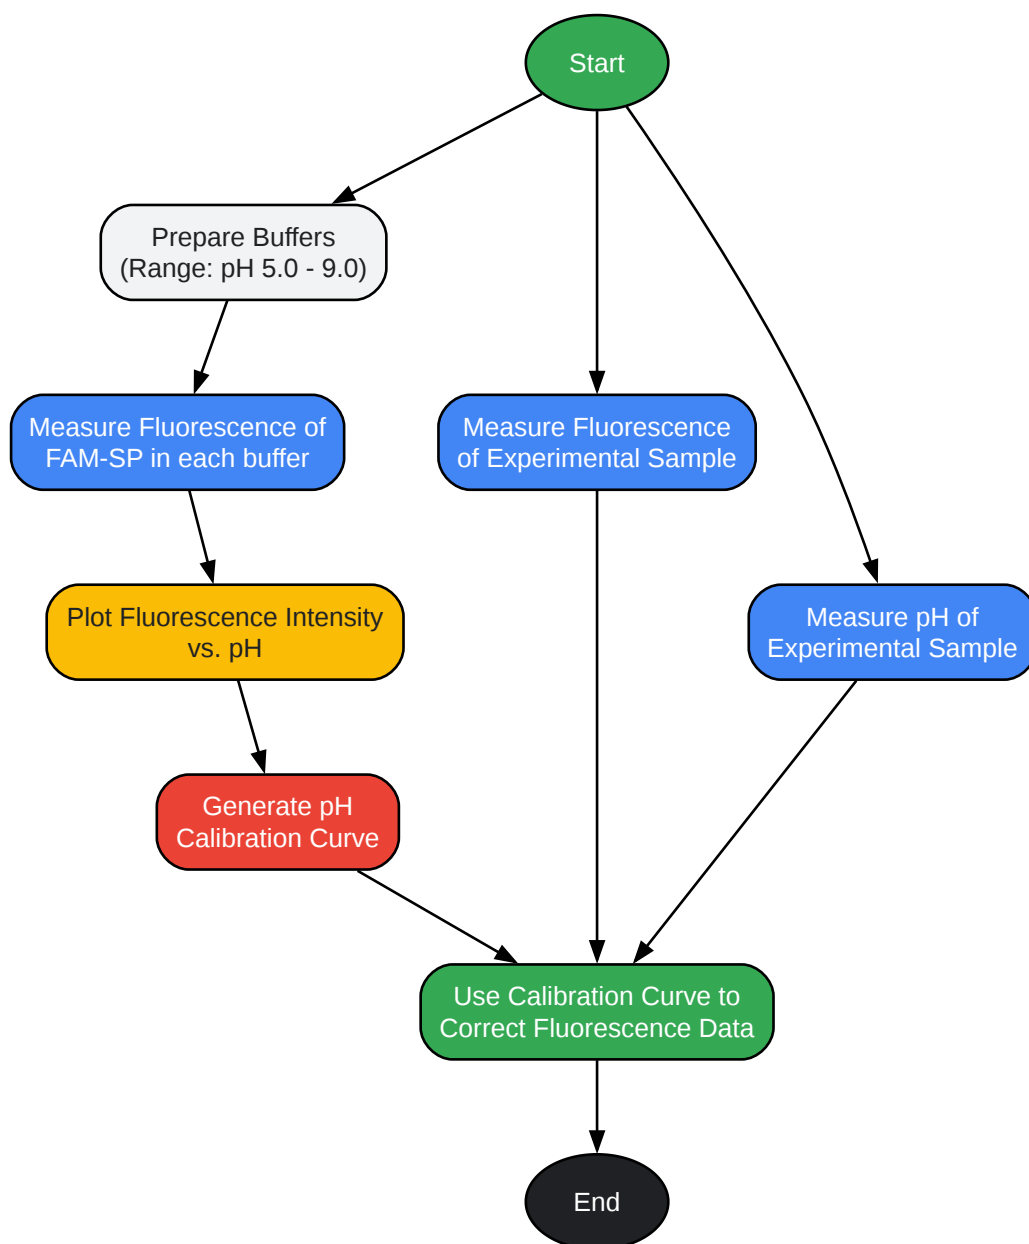 Start
Prepare Buffers
(Range: pH 5.0 - 9.0)
Measure Fluorescence of
FAM-SP in each buffer
Measure Fluorescence
of Experimental Sample
Plot Fluorescence Intensity
vs. pH
Measure pH of
Experimental Sample
Generate pH
Calibration Curve
Use Calibration Curve to
Correct Fluorescence Data
End